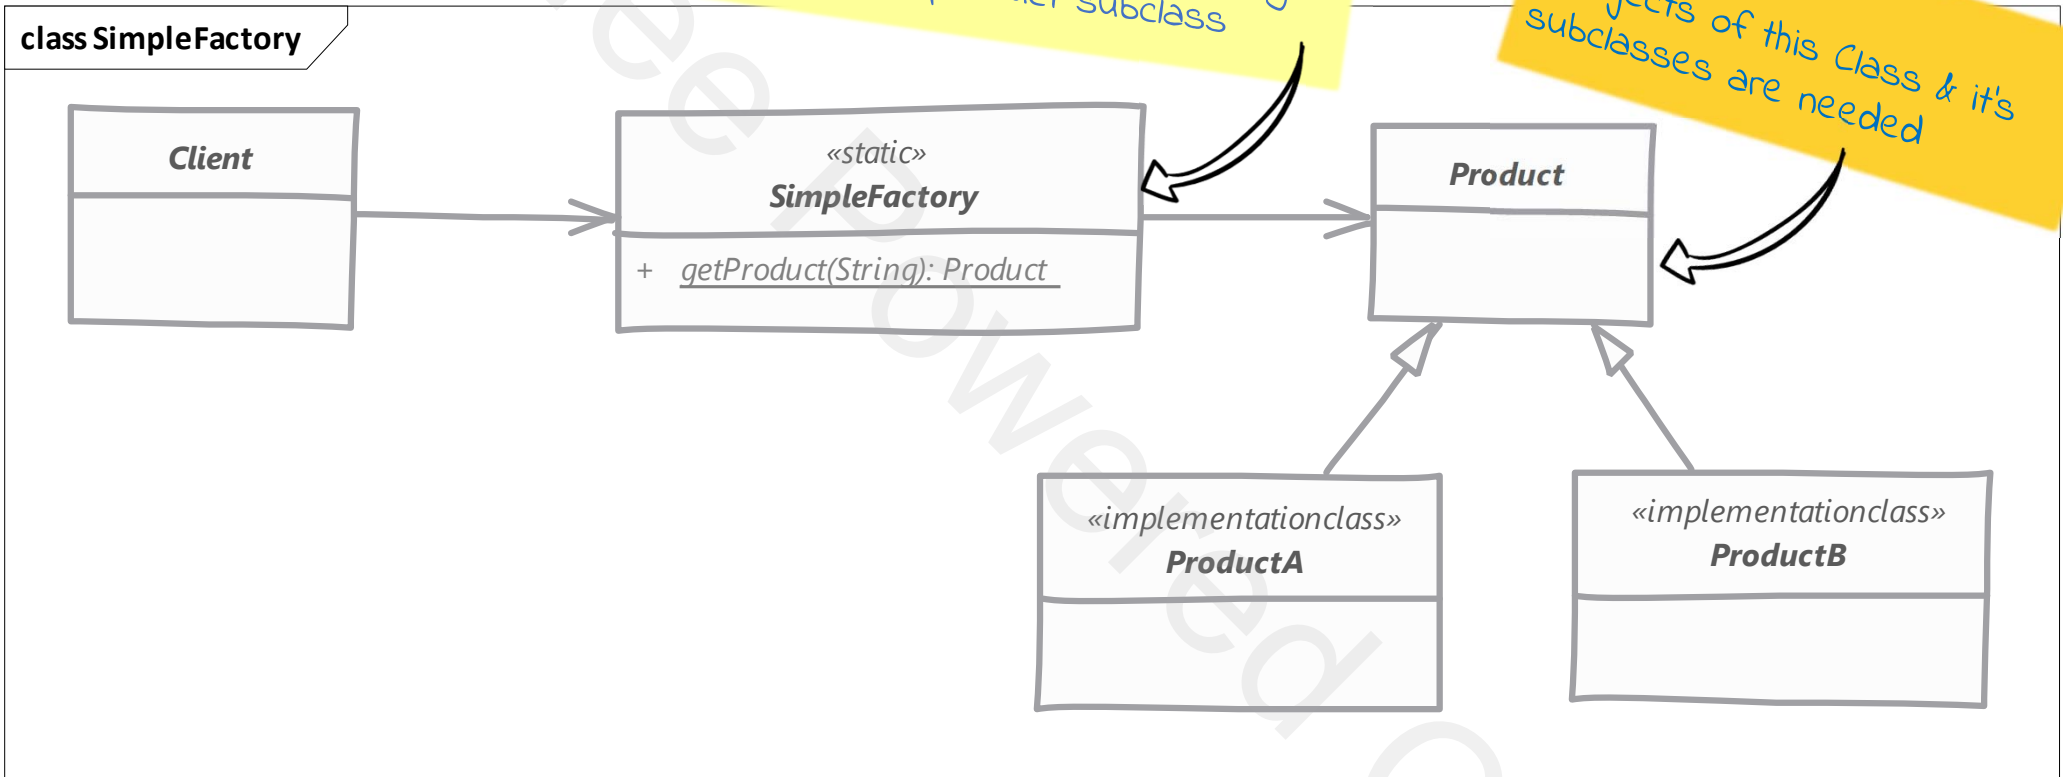 class SimpleFactory
subclass
of this Class & it's
subclasses are needed
Client
«static»
SimpleFactory
+ getProduct(String): Product
Product
«implementationclass»
ProductA
«implementationclass»
ProductB
Powered